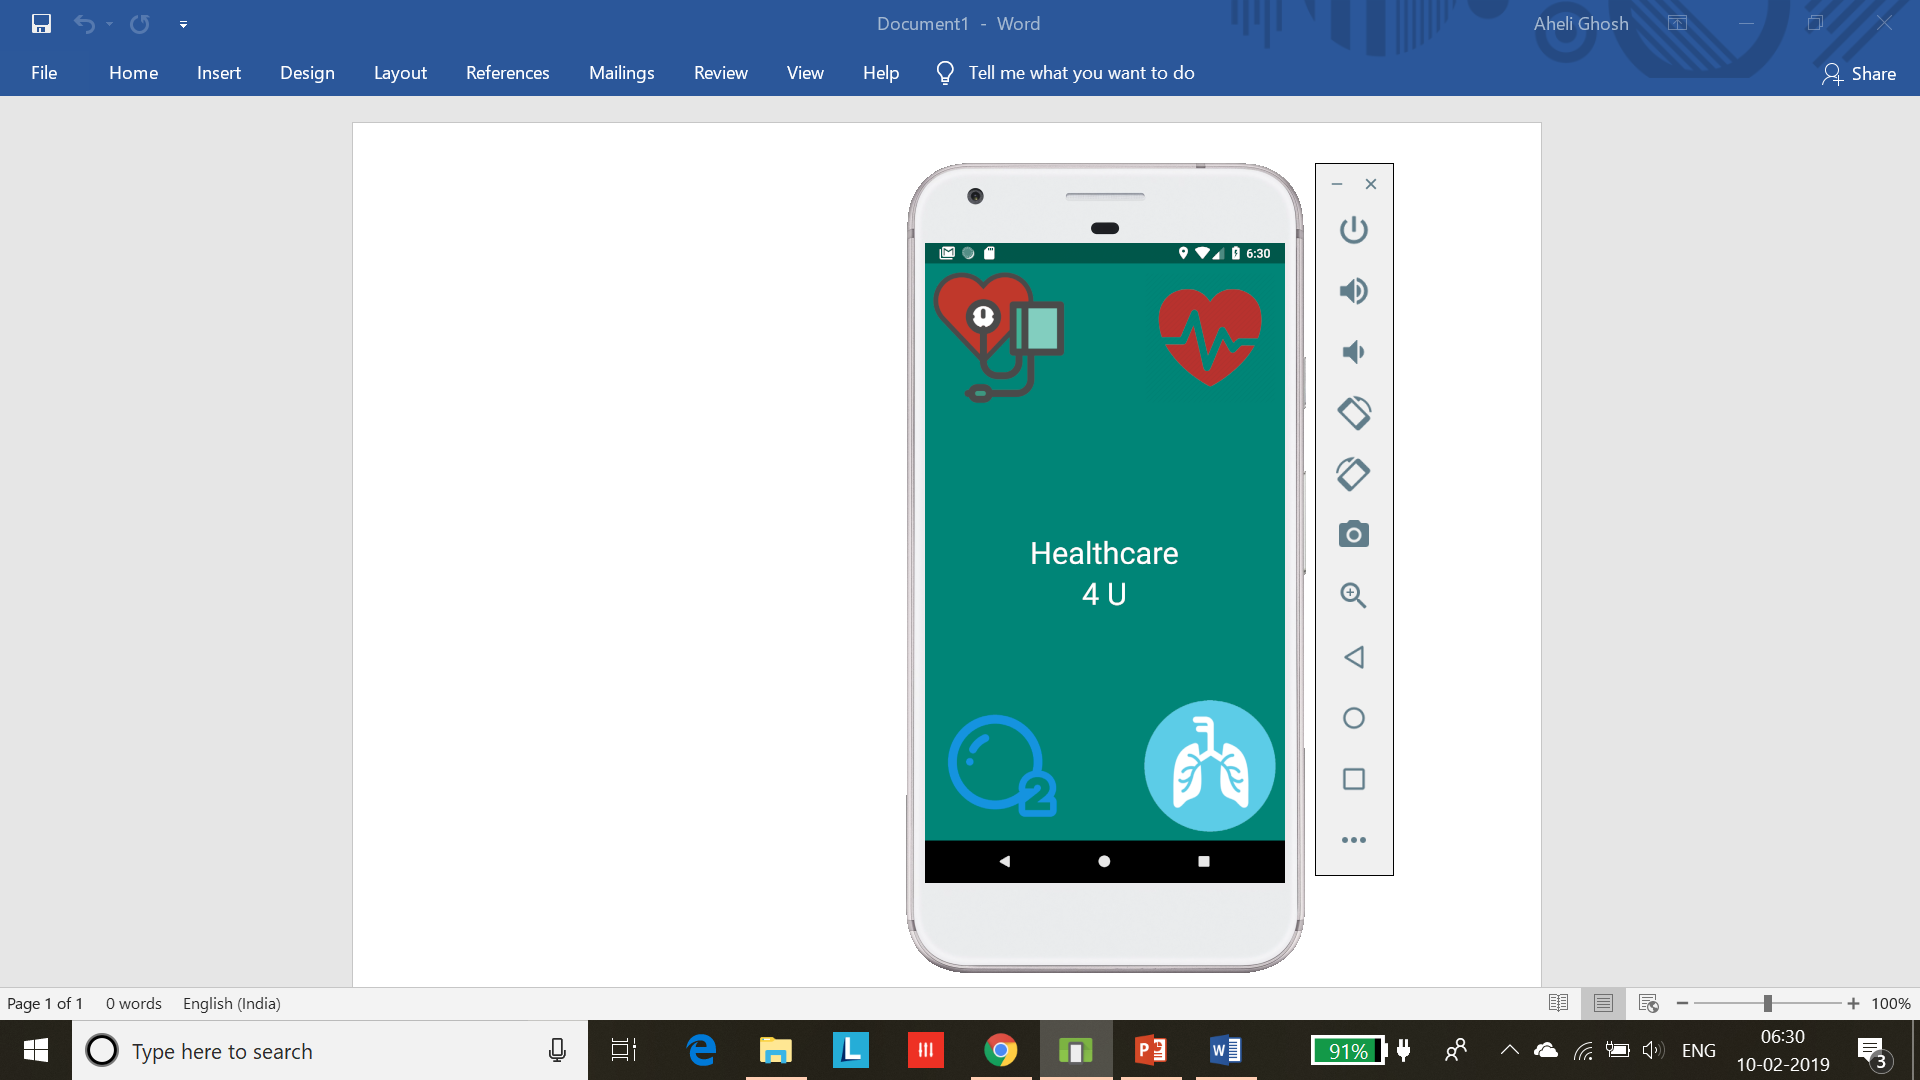 Document1 - Word
Aheli Ghosh
File Home Insert Design Layout References Mailings Review View Help Tell me what you want to do Share
6:30
Healthcare
4 U
2
Page 1 of 1 0 words English (India) 100%
Type here to search
91%
ENG
06:30
10-02-2019
3